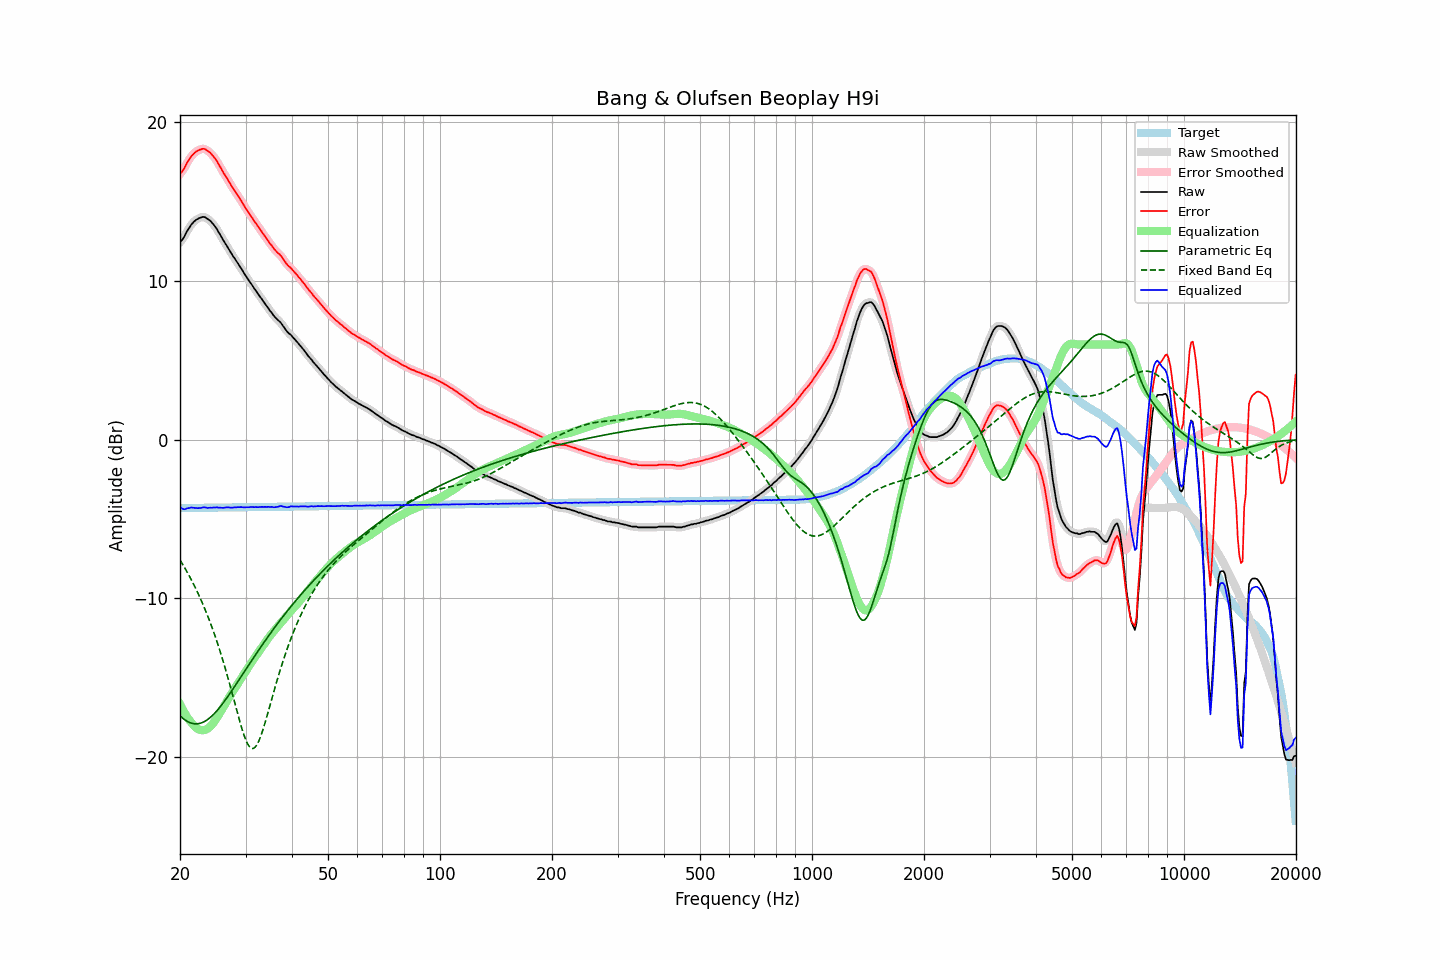 Bang & Olufsen Beoplay H9i
Target
Raw Smoothed
Error Smoothed
Raw
Error
Equalization
Parametric Eq
Fixed Band Eq
Equalized
Amplitude (dBr)
20
10
0
−10
−20
20
50
100
200
500
1000
2000
5000
10000
20000
Frequency (Hz)